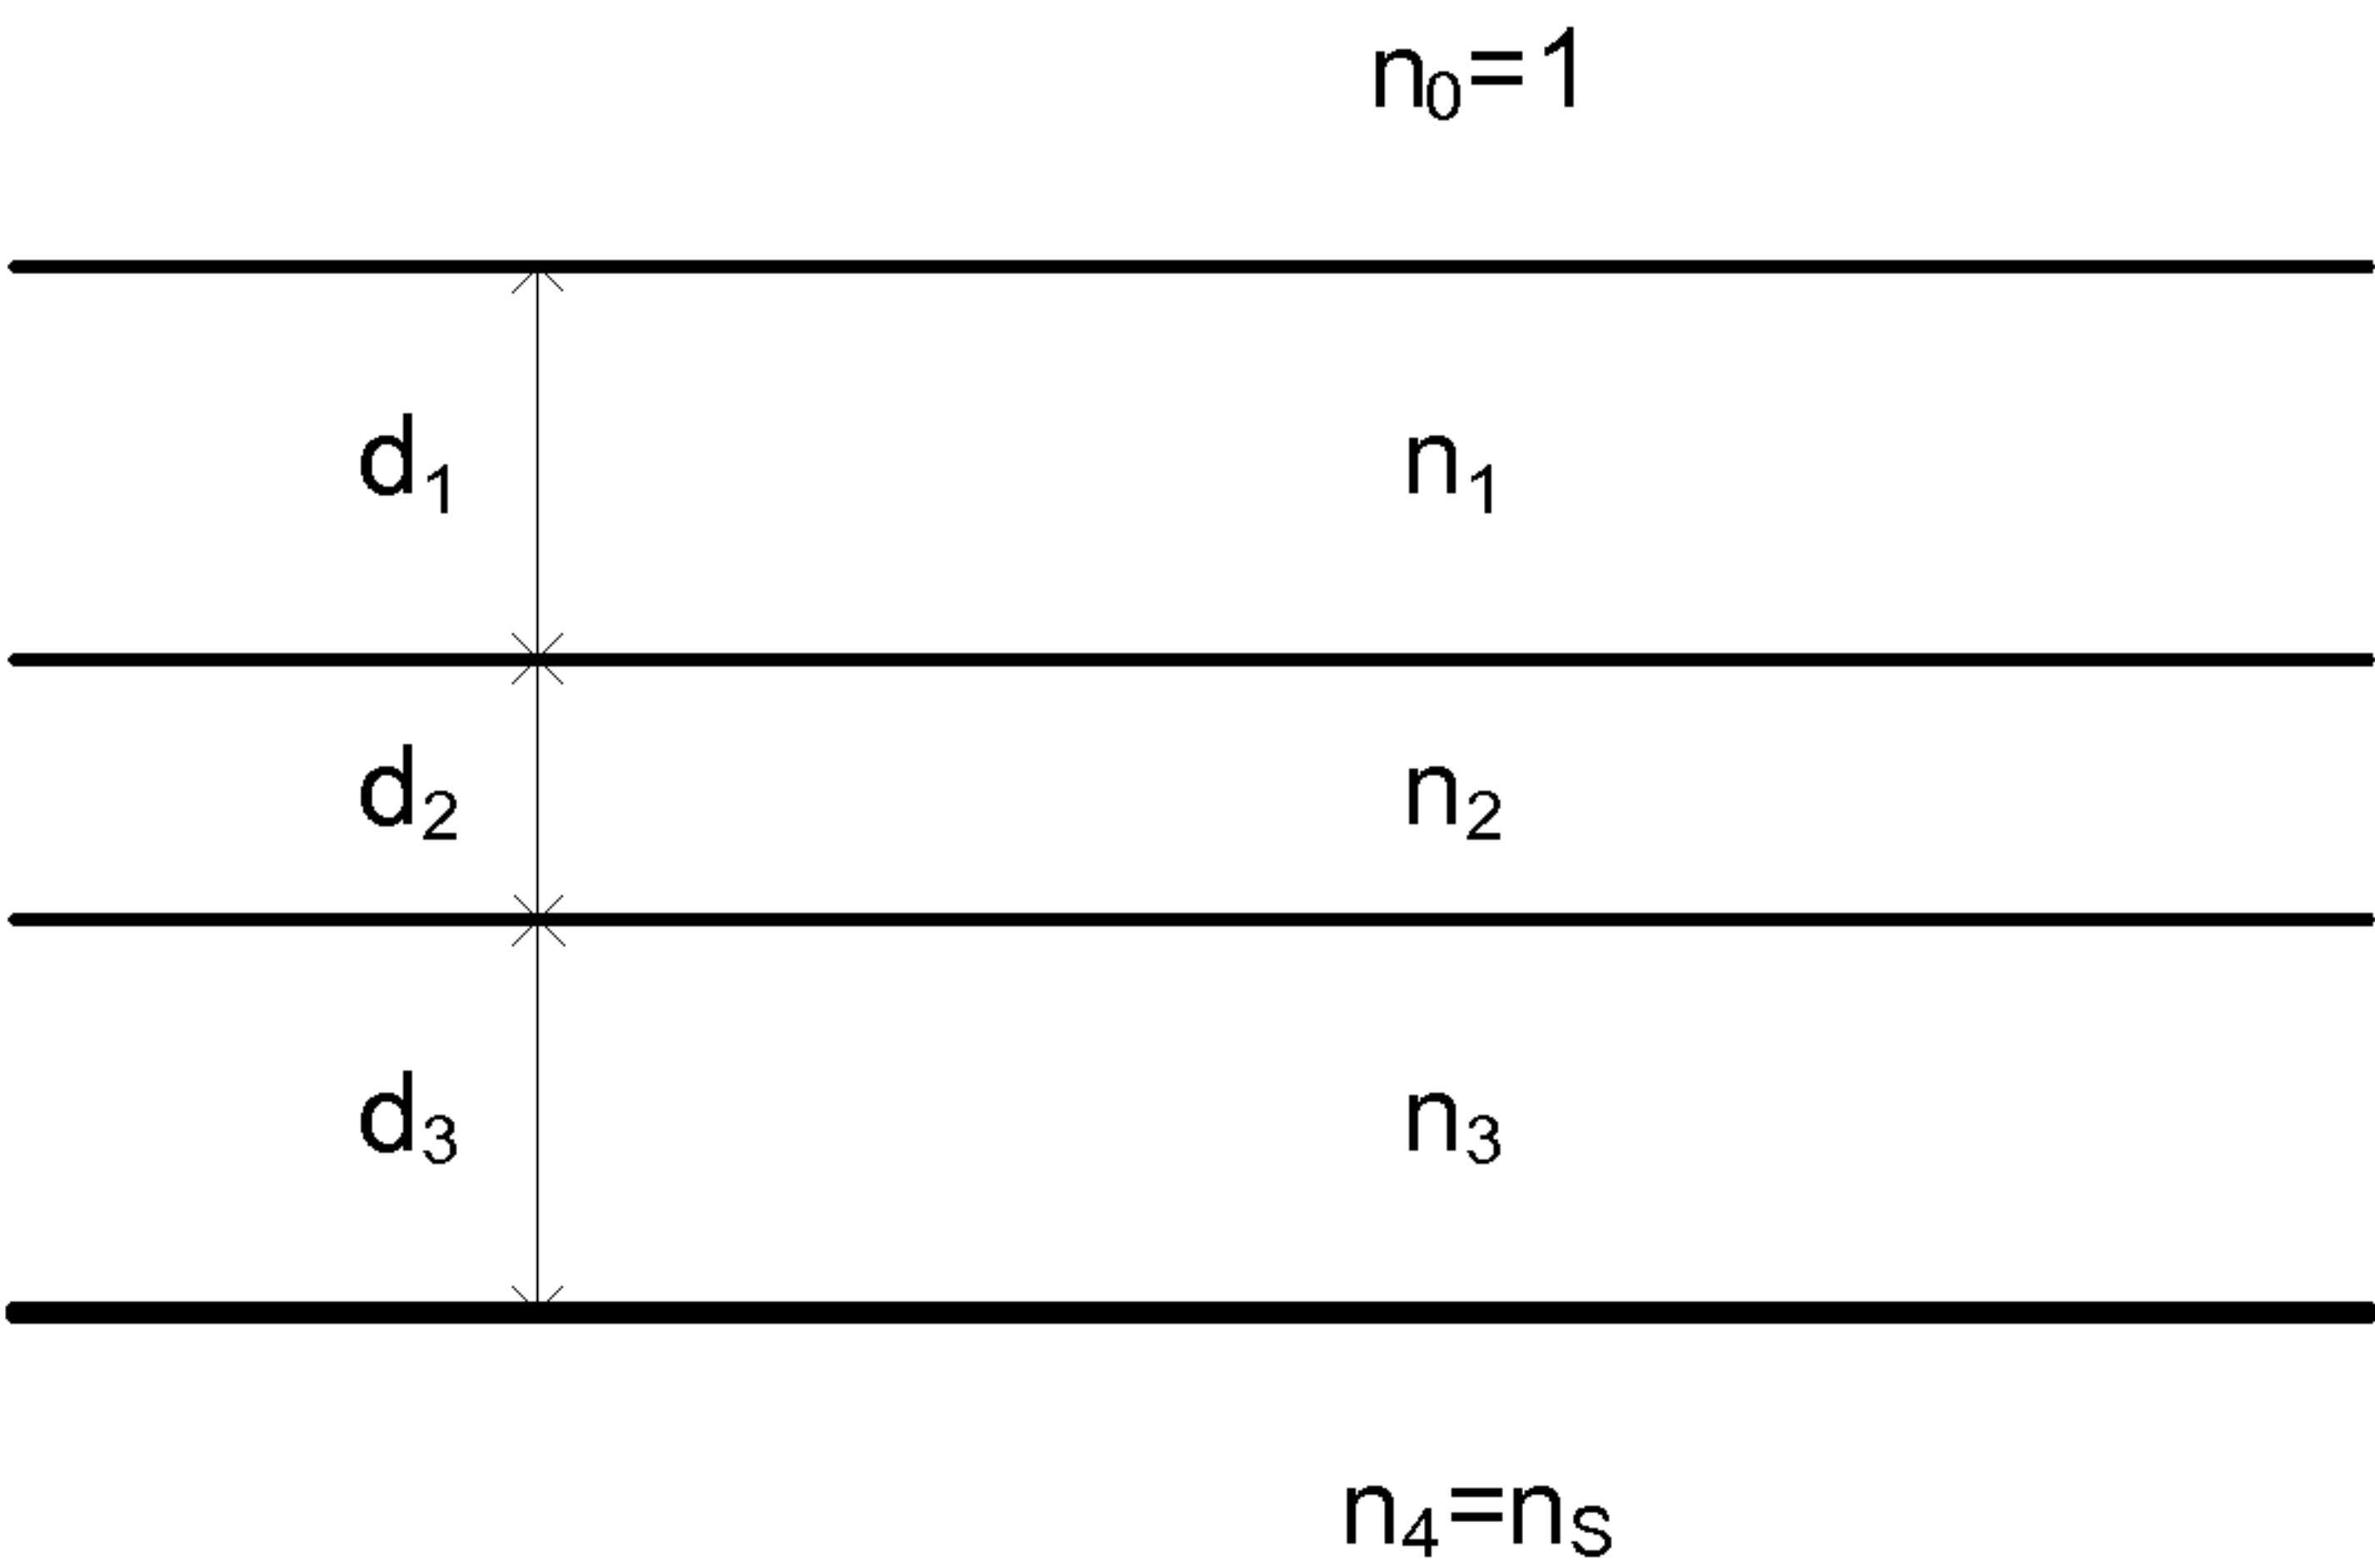 n₀=1
d₁ n₁
d₂ n₂
d₃ n₃
n₄=nₛ